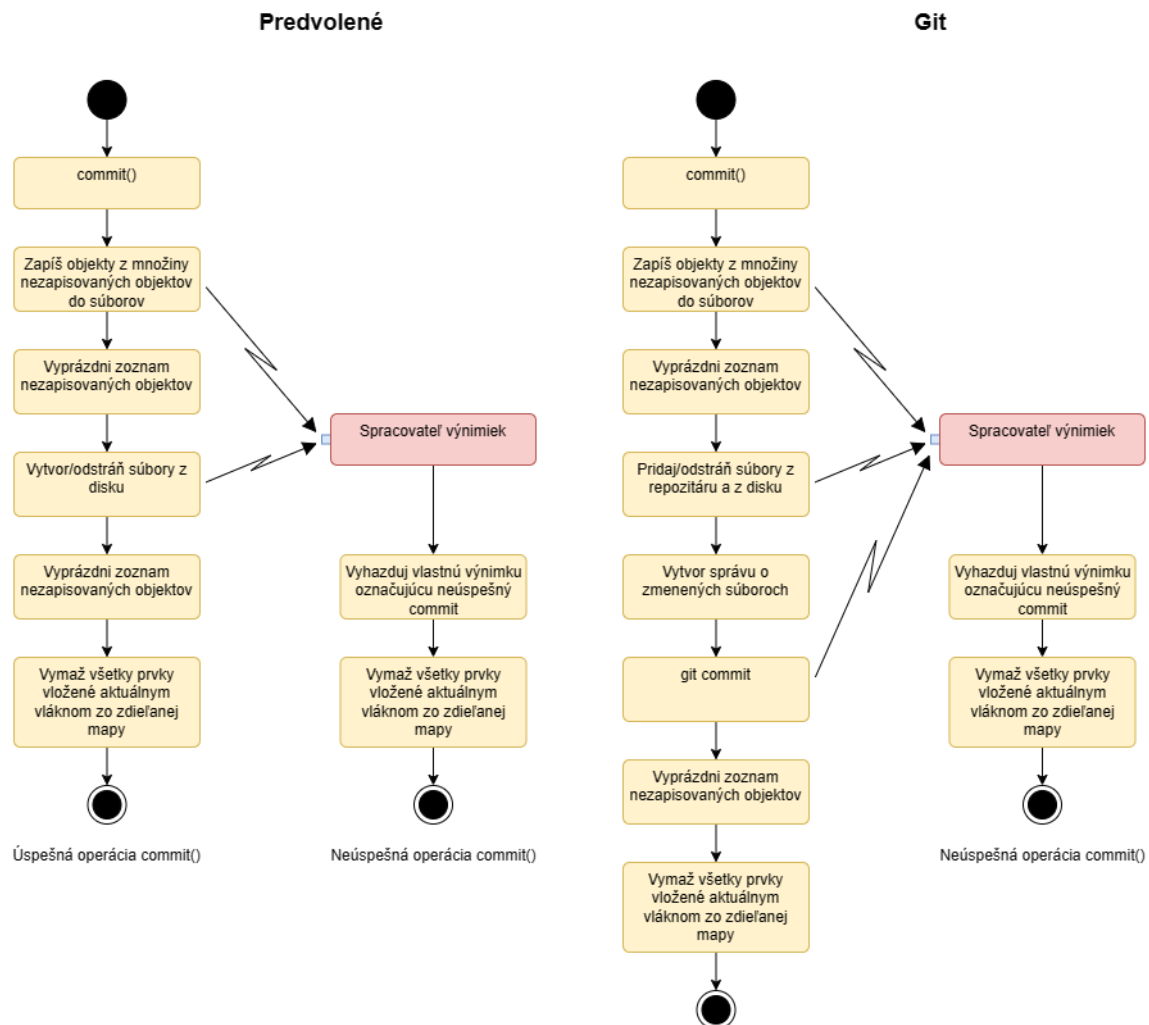 Predvolené
commit()
Zapíš objekty z množiny
nezapisovaných objektov
do súborov
Vyprázdni zoznam
nezapisovaných objektov
Vytvor/odstráň súbory z
disku
Vyprázdni zoznam
nezapisovaných objektov
Vymaž všetky prvky
vložené aktuálnym
vláknom zo zdieľanej
mapy
Úspešná operácia commit()
Spracovateľ výnimiek
Vyhazduj vlastnú výnimku
označujúcu neúspešný
commit
Vymaž všetky prvky
vložené aktuálnym
vláknom zo zdieľanej
mapy
Neúspešná operácia commit()
Git
commit()
Zapíš objekty z množiny
nezapisovaných objektov
do súborov
Vyprázdni zoznam
nezapisovaných objektov
Pridaj/odstráň súbory z
repozitáru a z disku
Vytvor správu o
zmenených súboroch
git commit
Vyprázdni zoznam
nezapisovaných objektov
Vymaž všetky prvky
vložené aktuálnym
vláknom zo zdieľanej
mapy
Spracovateľ výnimiek
Vyhazduj vlastnú výnimku
označujúcu neúspešný
commit
Vymaž všetky prvky
vložené aktuálnym
vláknom zo zdieľanej
mapy
Neúspešná operácia commit()